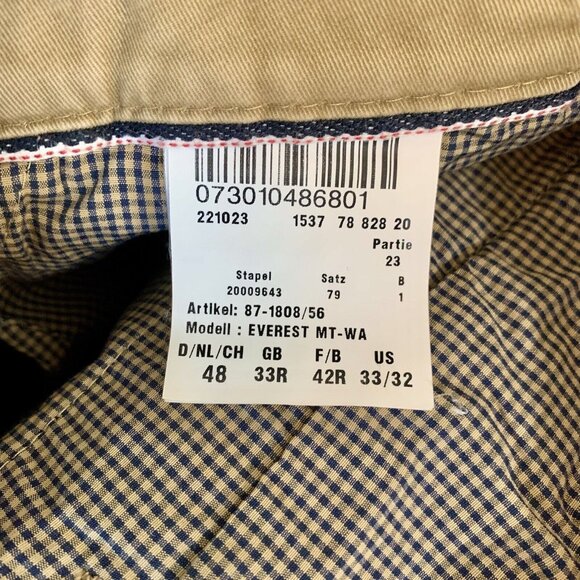 073010486801
221023 1537 78 828 20
Partie
23
Stapel Satz B
20009643 79 1
Artikel: 87-1808/56
Modell : EVEREST MT-WA
D/NL/CH GB F/B US
48 33R 42R 33/32